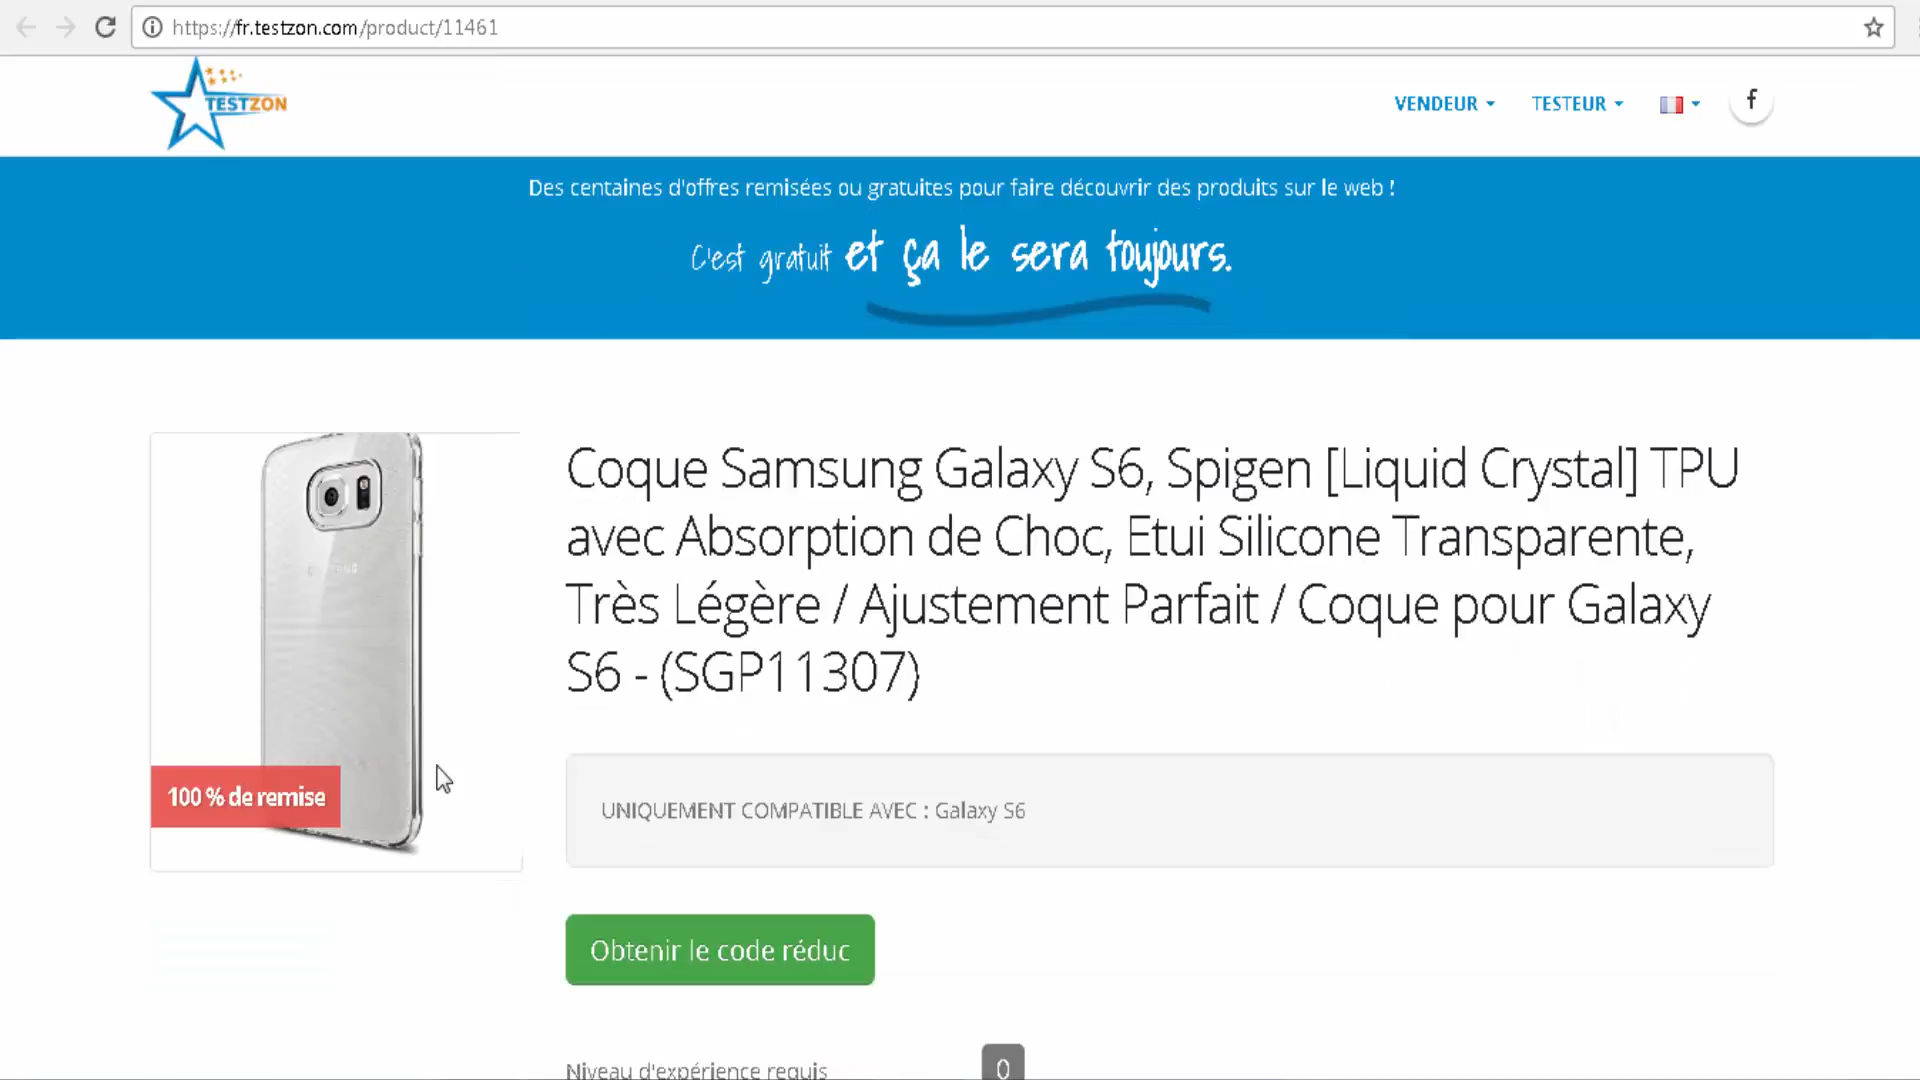 https://fr.testzon.com/product/11461
TESTZON
VENDEUR
TESTEUR
f
Des centaines d'offres remisées ou gratuites pour faire découvrir des produits sur le web !
C'est gratuit et ça le sera toujours.
Coque Samsung Galaxy S6, Spigen [Liquid Crystal] TPU
avec Absorption de Choc, Etui Silicone Transparente,
Très Légère / Ajustement Parfait / Coque pour Galaxy
S6 - (SGP11307)
100 % de remise
UNIQUEMENT COMPATIBLE AVEC : Galaxy S6
Obtenir le code réduc
Niveau d'expérience requis
0